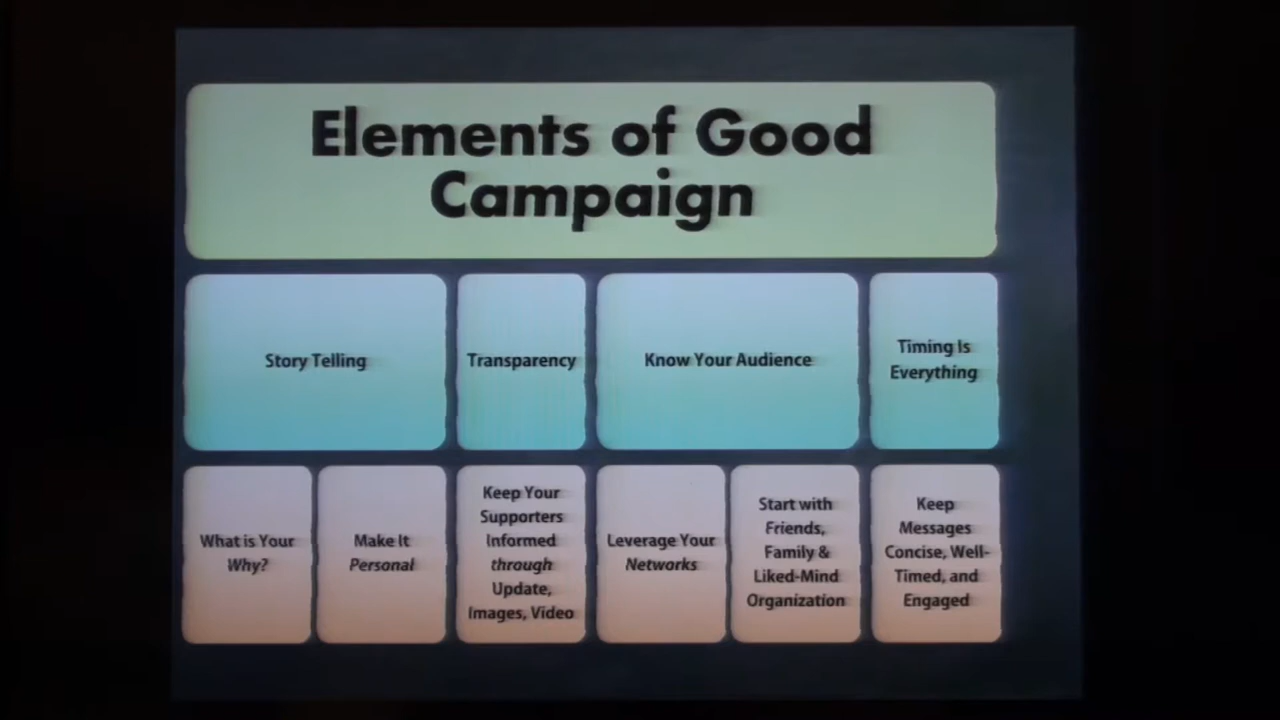 Elements of Good
Campaign
Story Telling
Transparency
Know Your Audience
Timing Is
Everything
What is Your
Why?
Make It
Personal
Keep Your
Supporters
Informed
through
Update,
Images, Video
Leverage Your
Networks
Start with
Friends,
Family &
Liked-Mind
Organization
Keep
Messages
Concise, Well-
Timed, and
Engaged